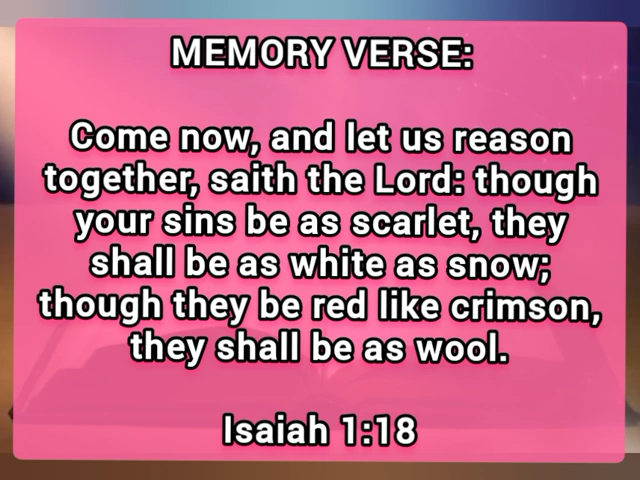 MEMORY VERSE:
Come now, and let us reason
together, saith the Lord: though
your sins be as scarlet, they
shall be as white as snow;
though they be red like crimson,
they shall be as wool.
Isaiah 1:18